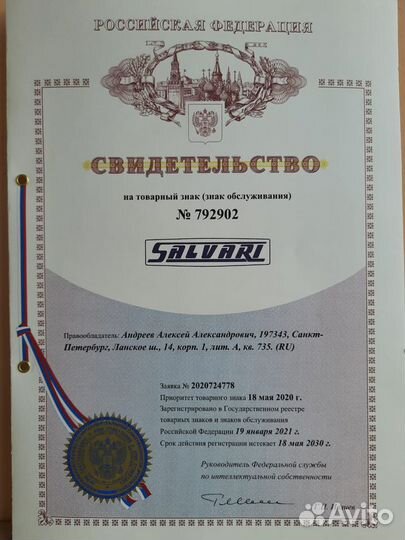 РОССИЙСКАЯ ФЕДЕРАЦИЯ
СВИДЕТЕЛЬСТВО
на товарный знак (знак обслуживания)
№ 792902
SALVARI
Правообладатель: Андреев Алексей Александрович, 197343, Санкт-
Петербург, Ланское ш., 14, корп. 1, лит. А, кв. 735. (RU)
Заявка № 2020724778
Приоритет товарного знака 18 мая 2020 г.
Зарегистрировано в Государственном реестре
товарных знаков и знаков обслуживания
Российской Федерации 19 января 2021 г.
Срок действия регистрации истекает 18 мая 2030 г.
Руководитель Федеральной службы
по интеллектуальной собственности
Avito